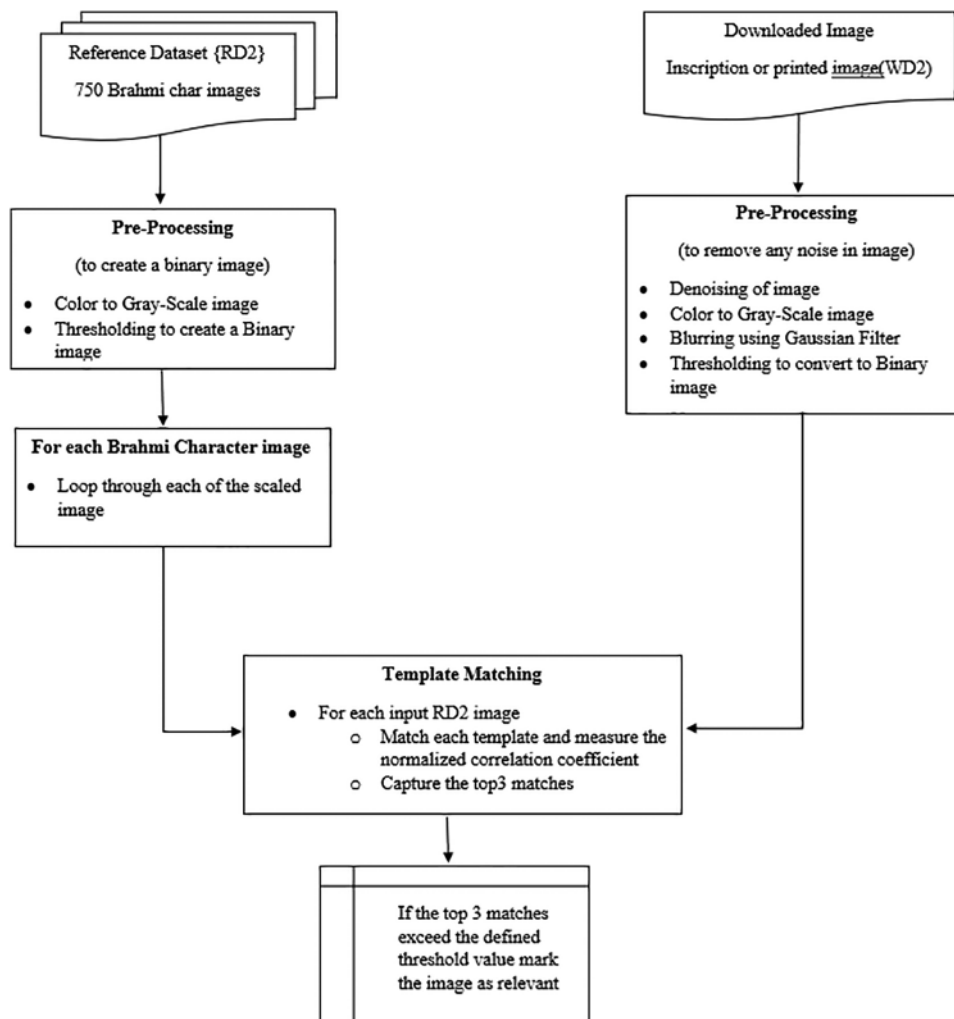 Reference Dataset {RD2}
750 Brahmi char images
Downloaded Image
Inscription or printed image(WD2)
Pre-Processing
(to create a binary image)
● Color to Gray-Scale image
● Thresholding to create a Binary
image
Pre-Processing
(to remove any noise in image)
● Denoising of image
● Color to Gray-Scale image
● Blurring using Gaussian Filter
● Thresholding to convert to Binary
image
For each Brahmi Character image
● Loop through each of the scaled
image
Template Matching
● For each input RD2 image
o Match each template and measure the
normalized correlation coefficient
o Capture the top3 matches
If the top 3 matches
exceed the defined
threshold value mark
the image as relevant